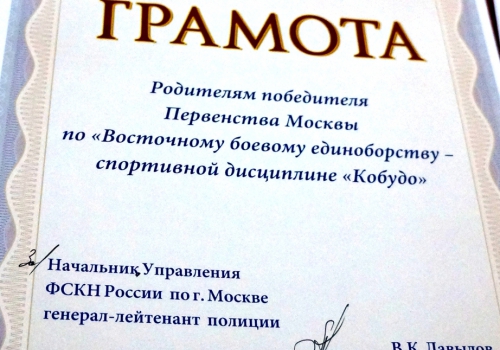 ГРАМОТА
Родителям победителя
Первенства Москвы
по «Восточному боевому единоборству –
спортивной дисциплине «Кобудо»
Начальник Управления
ФСКН России по г. Москве
генерал-лейтенант полиции
В.К. Давыдов